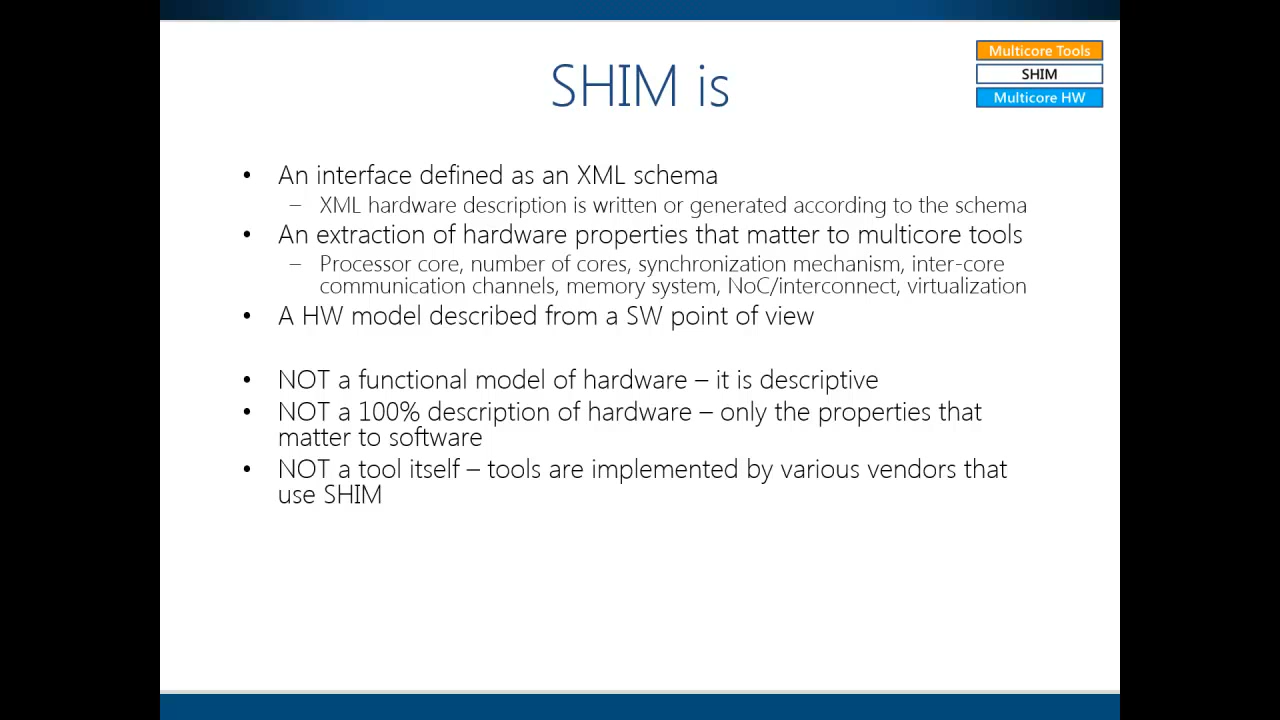 SHIM is
Multicore Tools
SHIM
Multicore HW
• An interface defined as an XML schema
– XML hardware description is written or generated according to the schema
• An extraction of hardware properties that matter to multicore tools
– Processor core, number of cores, synchronization mechanism, inter-core
communication channels, memory system, NoC/interconnect, virtualization
• A HW model described from a SW point of view
• NOT a functional model of hardware – it is descriptive
• NOT a 100% description of hardware – only the properties that
matter to software
• NOT a tool itself – tools are implemented by various vendors that
use SHIM